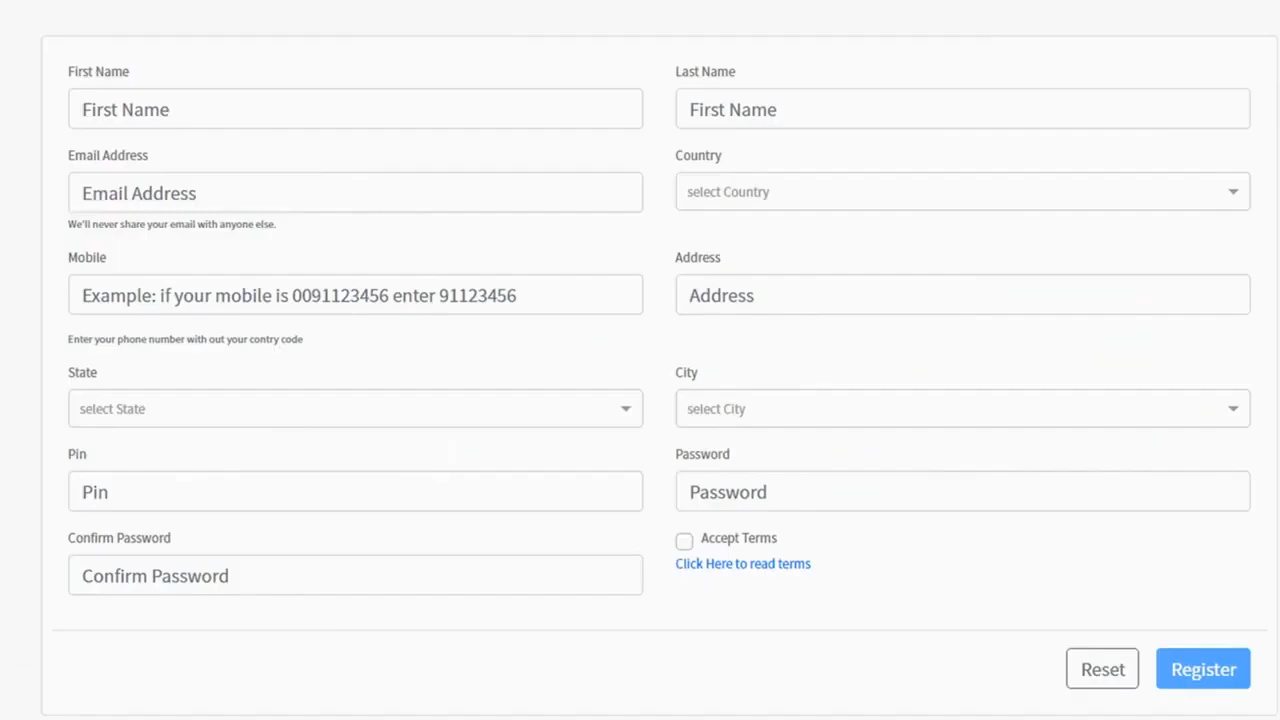 First Name
Last Name
First Name
First Name
Email Address
Country
Email Address
select Country
We'll never share your email with anyone else.
Mobile
Address
Example: if your mobile is 0091123456 enter 91123456
Address
Enter your phone number with out your contry code
State
City
select State
select City
Pin
Password
Pin
Password
Confirm Password
Accept Terms
Confirm Password
Click Here to read terms
Reset
Register